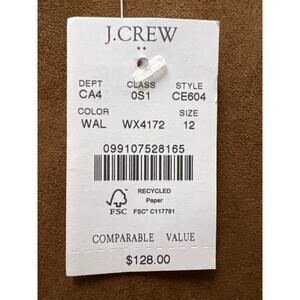 J.CREW
DEPT CLASS STYLE
CA4 0S1 CE604
COLOR SIZE
WAL WX4172 12
099107528165
RECYCLED
Paper
FSC FSC® C117781
COMPARABLE VALUE
$128.00